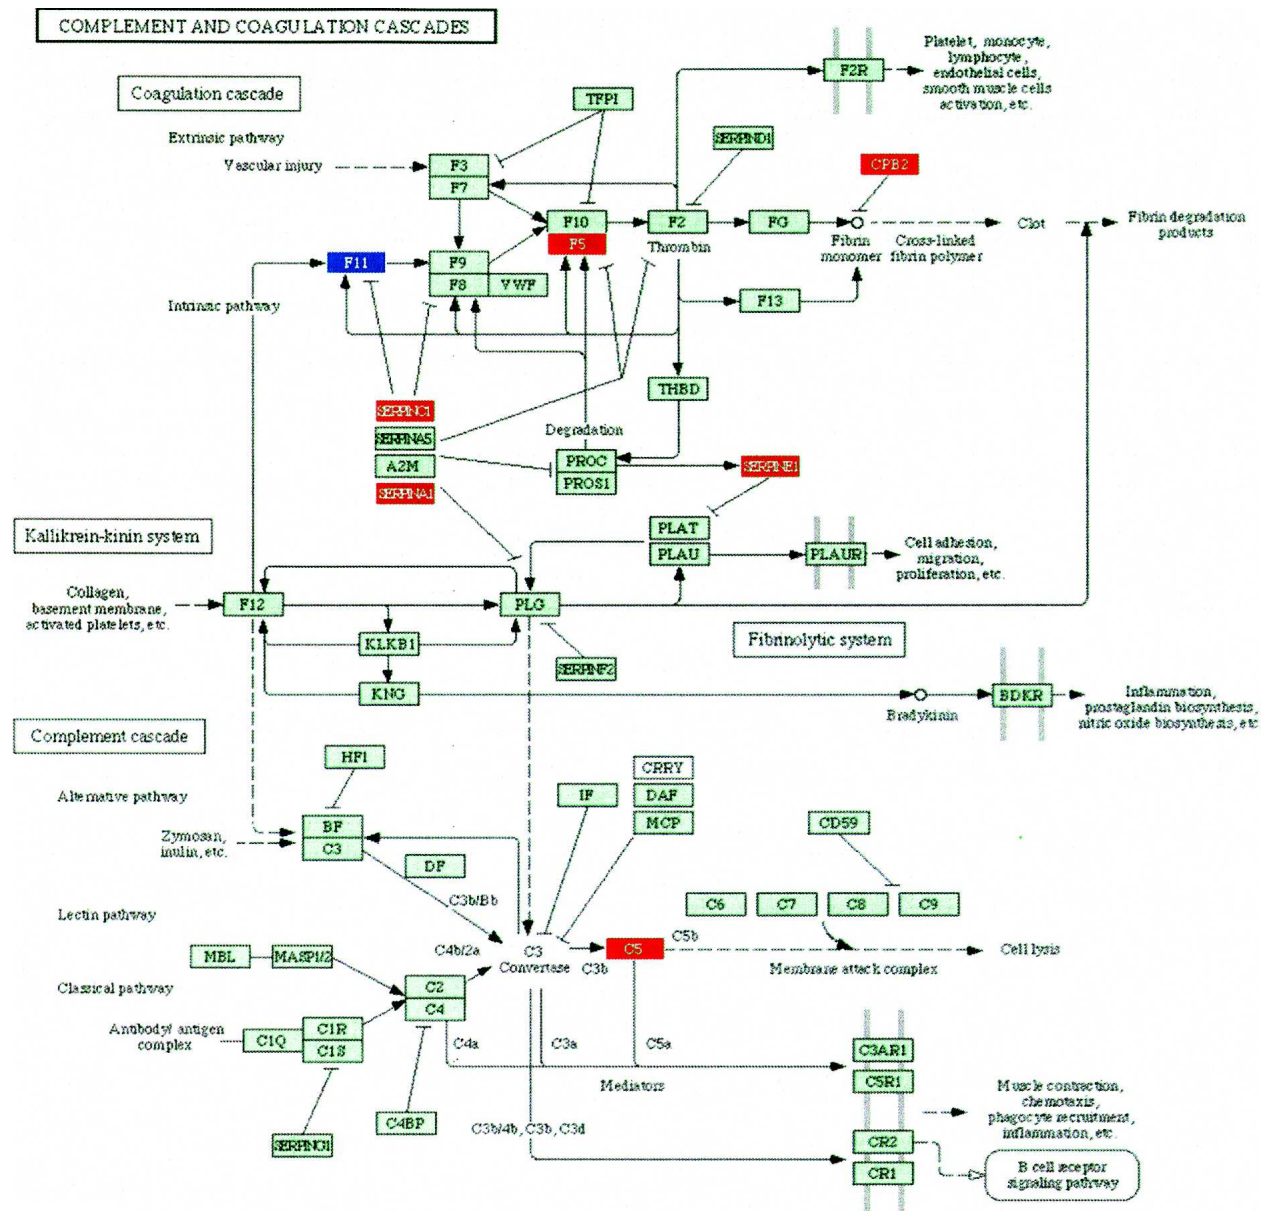 COMPLEMENT AND COAGULATION CASCADES
Platelet, monocyte,
lymphocyte,
endothelial cells,
smooth muscle cells
activation, etc.
F2R
Coagulation cascade
TFPI
Extrinsic pathway
SERPIND1
Vascular injury
F3
F7
CPB2
F10
F5
F2
Thrombin
FG
Fibrin
monomer
Cross-linked
fibrin polymer
Clot
Fibrin degradation
products
F11
F9
F8
VWF
F13
Intrinsic pathway
THBD
SERPINC1
SERPINA5
A2M
SERPINA1
Degradation
PROC
PROS1
SERPINE1
Kallikrein-kinin system
PLAT
PLAU
PLAUR
Cell adhesion,
migration,
proliferation, etc.
Collagen,
basement membrane,
activated platelets, etc.
F12
PLG
KLKB1
Fibrinolytic system
SERPINF2
KNG
Bradykinin
BDKR
Inflammation,
prostaglandin biosynthesis,
nitric oxide biosynthesis, etc
Complement cascade
HF1
CRRY
IF
DAF
MCP
Alternative pathway
CD59
Zymosan,
inulin, etc.
BF
C3
DF
C3b/Bb
Lectin pathway
C6
C7
C8
C9
C4b/2a
C3
Convertase
C3b
C5
C5b
Membrane attack complex
Cell lysis
MBL
MASP1/2
Classical pathway
C2
C4
Antibody/ antigen
complex
C1Q
C1R
C1S
C4a
C3a
C5a
Mediators
C3AR1
C5R1
Muscle contraction,
chemotaxis,
phagocyte recruitment,
inflammation, etc.
SERPING1
C4BP
C3b/4b, C3b, C3d
CR2
CR1
B cell receptor
signaling pathway